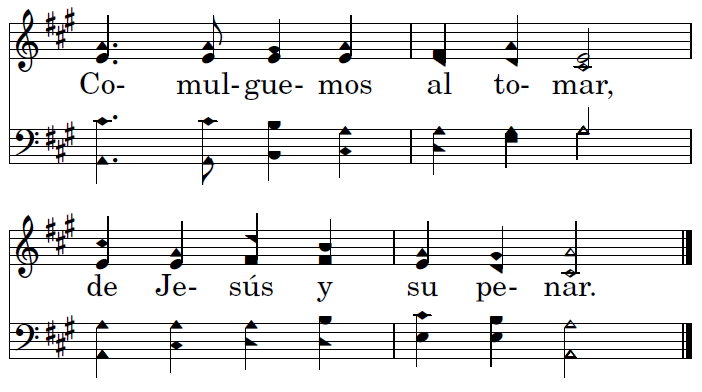 Co- mul- gue- mos al to- mar,
de Je- sús y su pe- nar.